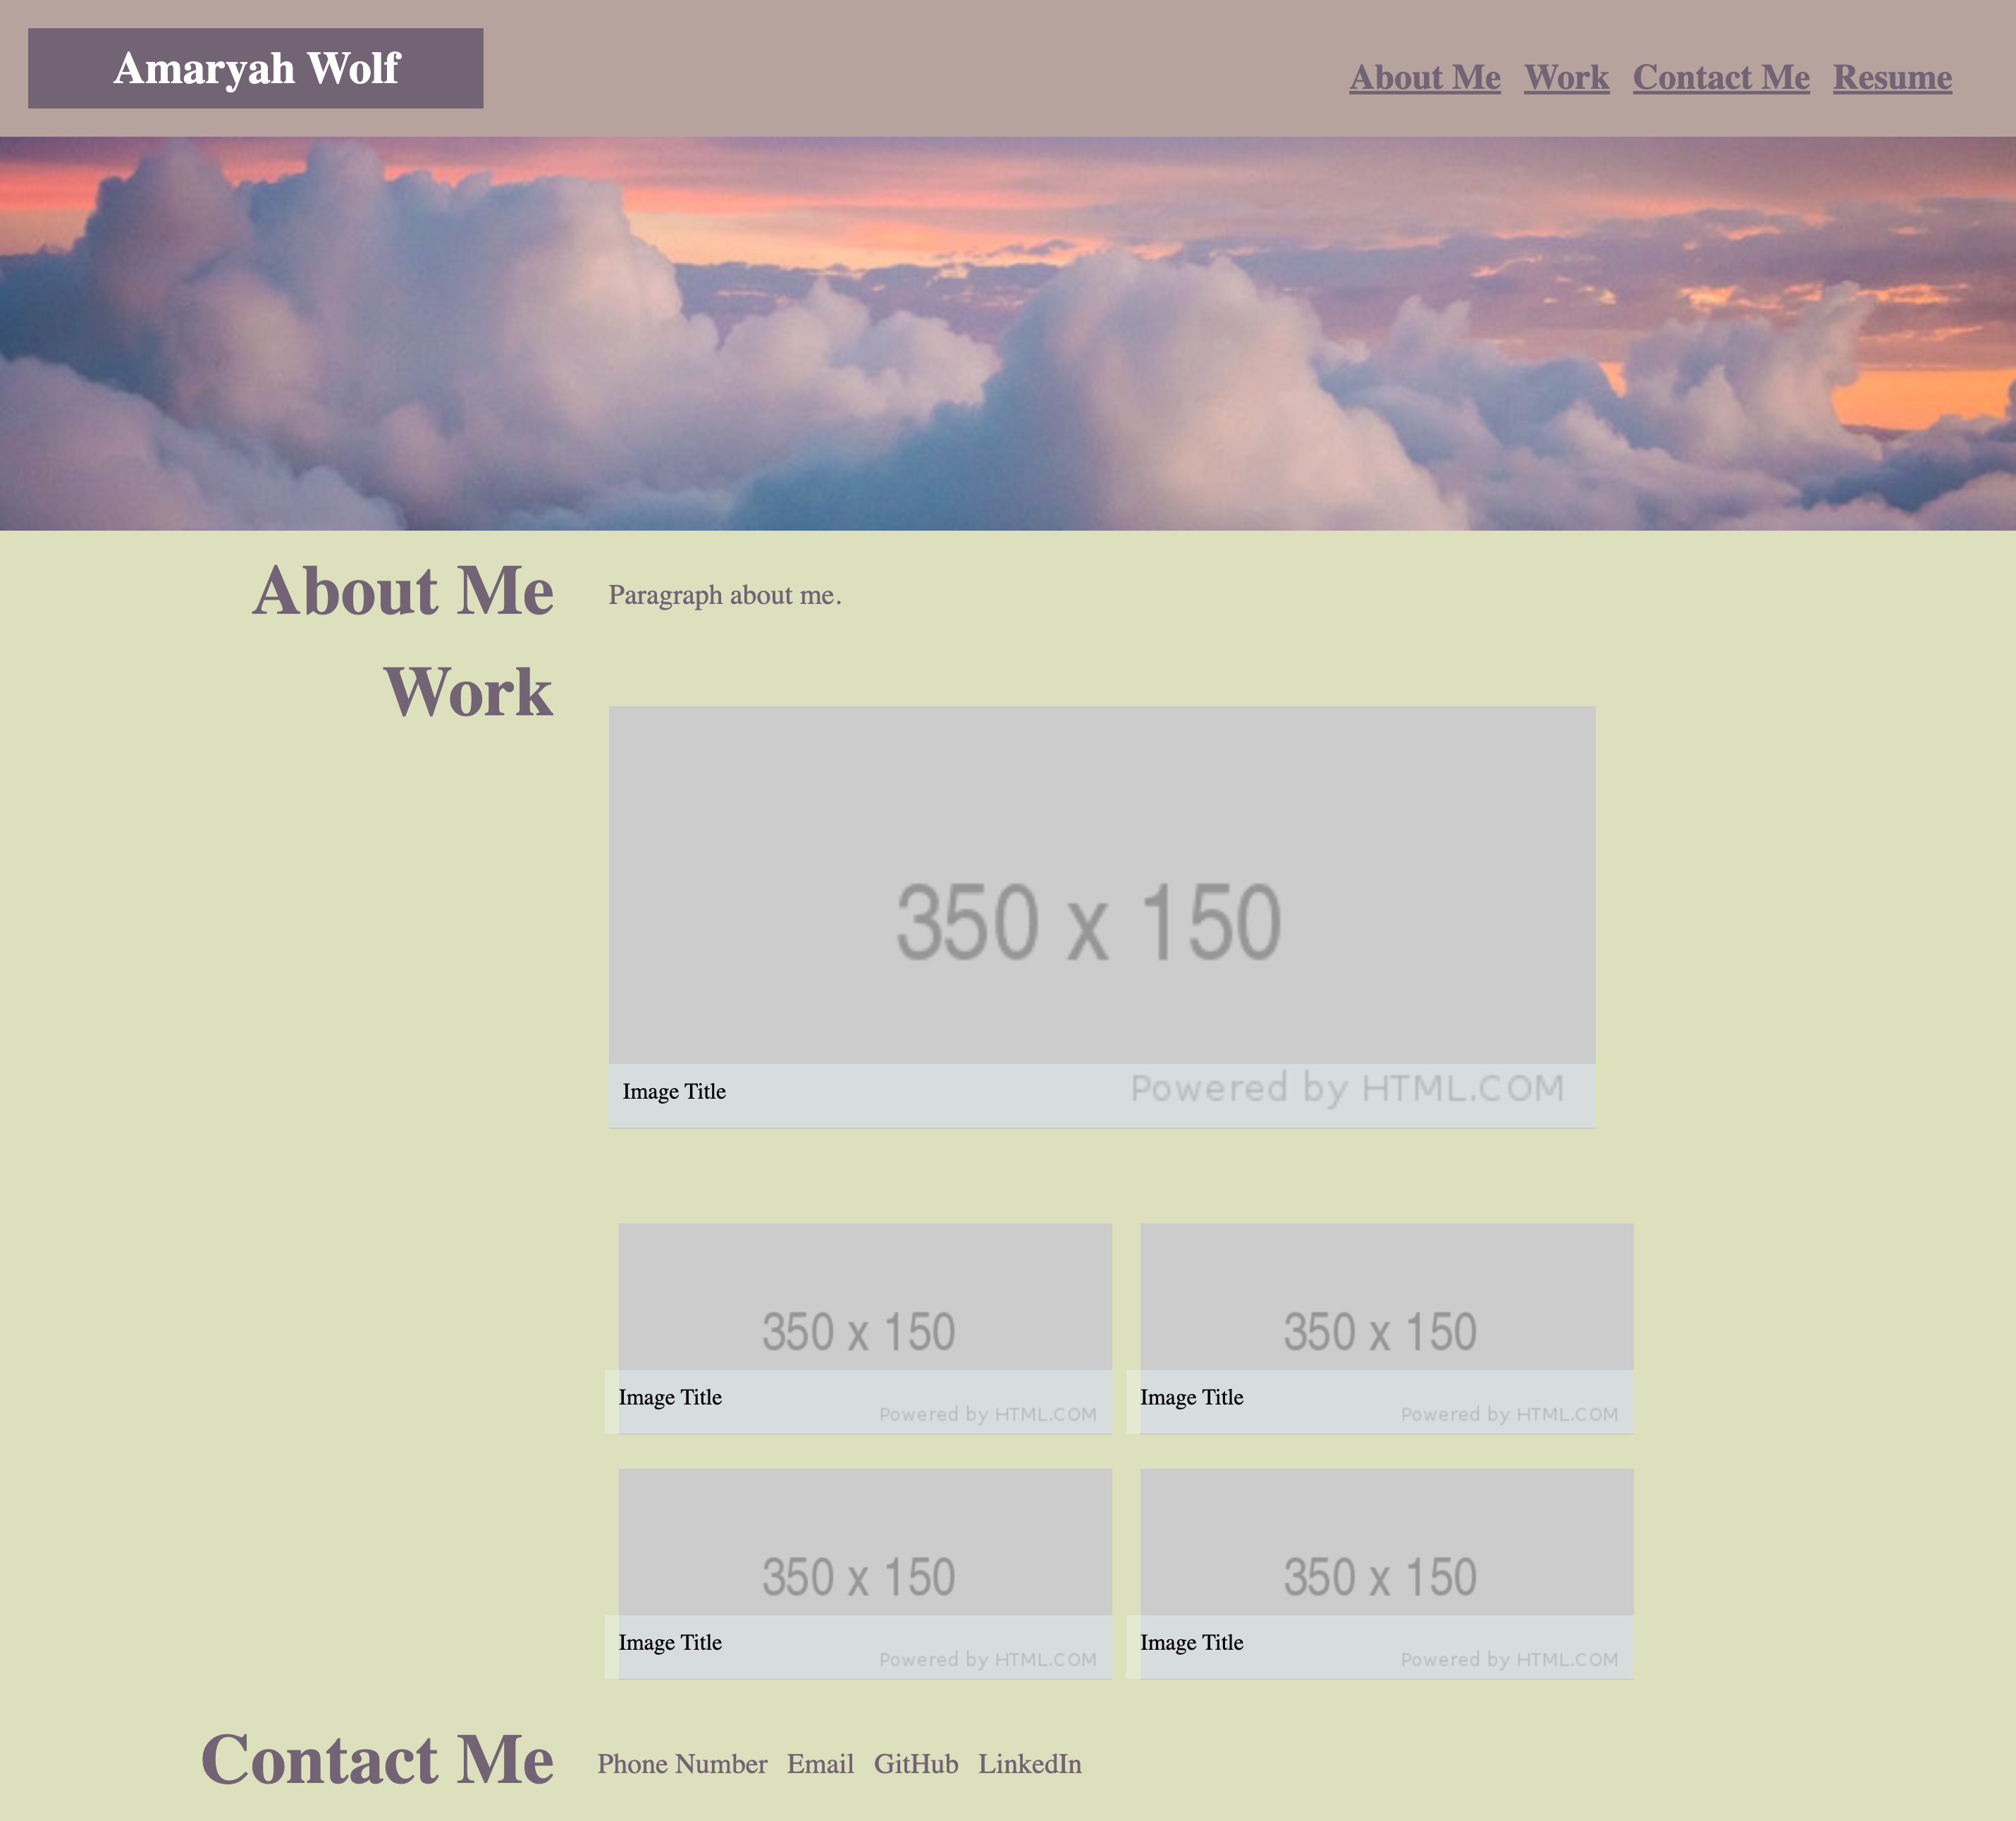 Amaryah Wolf
About Me Work Contact Me Resume
About Me
Paragraph about me.
Work
350 x 150
Image Title
Powered by HTML.COM
350 x 150
Image Title
Powered by HTML.COM
350 x 150
Image Title
Powered by HTML.COM
350 x 150
Image Title
Powered by HTML.COM
350 x 150
Image Title
Powered by HTML.COM
Contact Me
Phone Number Email GitHub LinkedIn